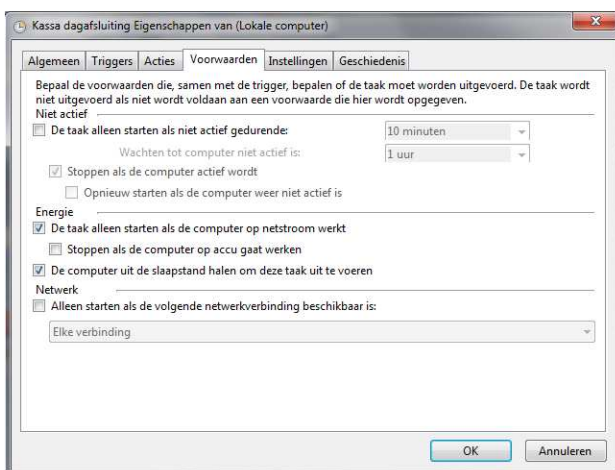 Kassa dagafsluiting Eigenschappen van (Lokale computer)
Algemeen Triggers Acties Voorwaarden Instellingen Geschiedenis
Bepaal de voorwaarden die, samen met de trigger, bepalen of de taak moet worden uitgevoerd. De taak wordt
niet uitgevoerd als niet wordt voldaan aan een voorwaarde die hier wordt opgegeven.
Niet actief
De taak alleen starten als niet actief gedurende: 10 minuten
Wachten tot computer niet actief is: 1 uur
Stoppen als de computer actief wordt
Opnieuw starten als de computer weer niet actief is
Energie
De taak alleen starten als de computer op netstroom werkt
Stoppen als de computer op accu gaat werken
De computer uit de slaapstand halen om deze taak uit te voeren
Netwerk
Alleen starten als de volgende netwerkverbinding beschikbaar is:
Elke verbinding
OK Annuleren